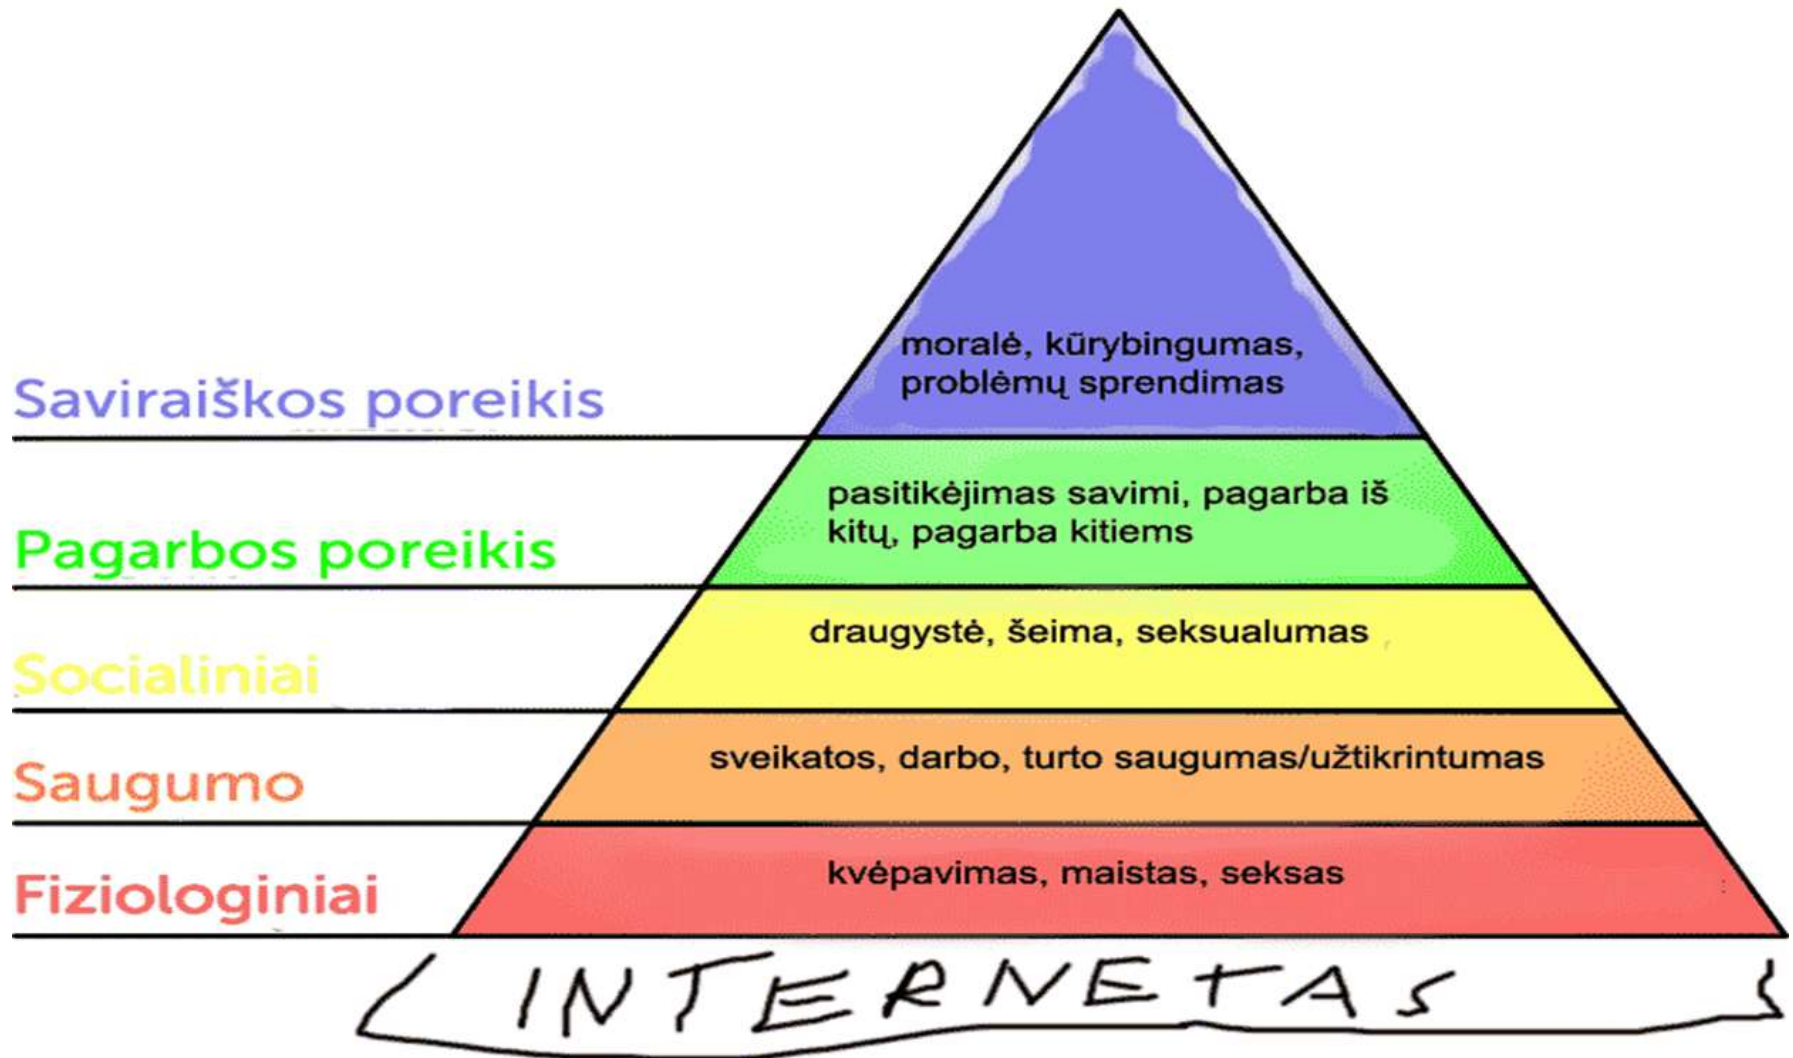 moralė, kūrybingumas,
problėmų sprendimas
Saviraiškos poreikis
pasitikėjimas savimi, pagarba iš
kitų, pagarba kitiems
Pagarbos poreikis
draugystė, šeima, seksualumas
Socialiniai
sveikatos, darbo, turto saugumas/užtikrintumas
Saugumo
kvėpavimas, maistas, seksas
Fiziologiniai
INTERNETAS